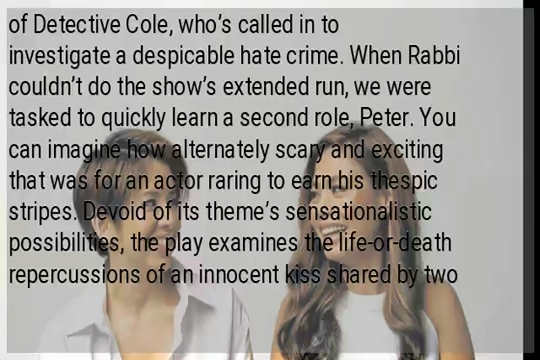 of Detective Cole, who’s called in to
investigate a despicable hate crime. When Rabbi
couldn’t do the show’s extended run, we were
tasked to quickly learn a second role, Peter. You
can imagine how alternately scary and exciting
that was for an actor raring to earn his thespic
stripes. Devoid of its theme’s sensationalistic
possibilities, the play examines the life-or-death
repercussions of an innocent kiss shared by two